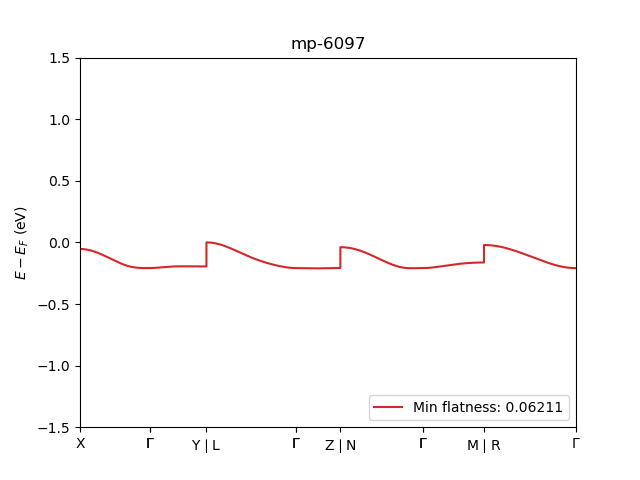 mp-6097
1.5
1.0
0.5
0.0
−0.5
−1.0
−1.5
E − E_F (eV)
Min flatness: 0.06211
X Γ Y | L Γ Z | N Γ M | R Γ